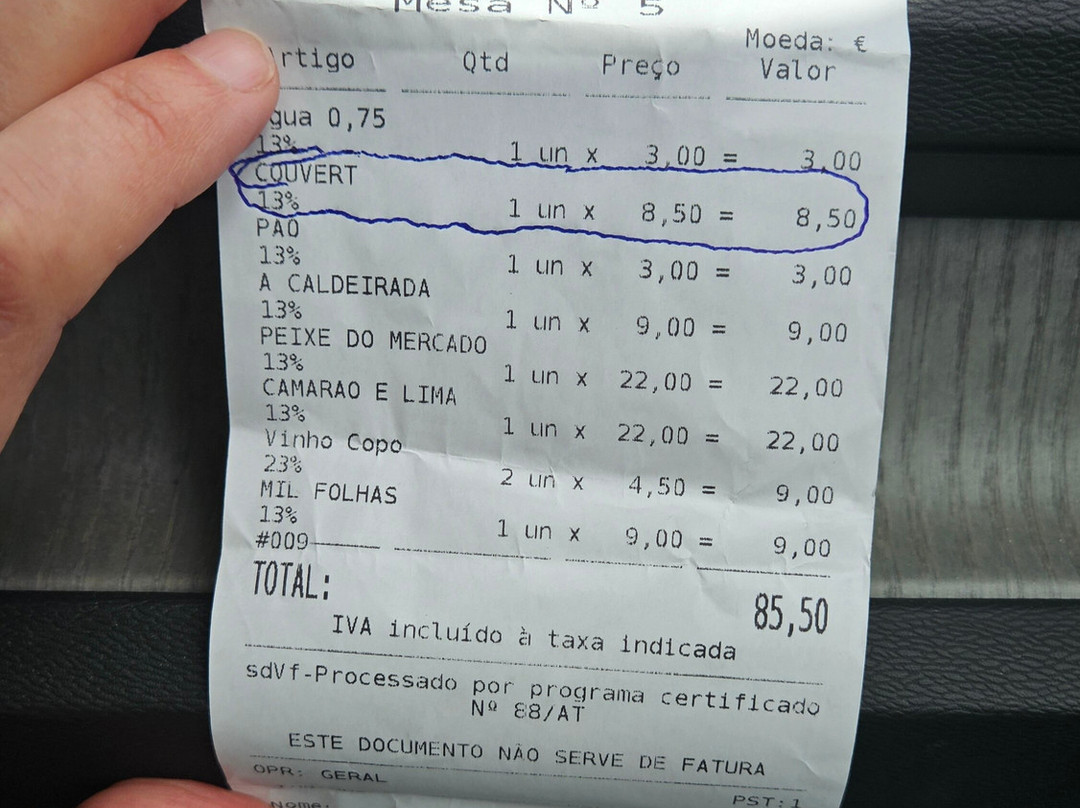 Mesa Nº 5
Moeda: €
rtigo Qtd Preço Valor
gua 0,75
13% 1 un x 3,00 = 3,00
COUVERT
13% 1 un x 8,50 = 8,50
PAO
13% 1 un x 3,00 = 3,00
A CALDEIRADA
13% 1 un x 9,00 = 9,00
PEIXE DO MERCADO
13% 1 un x 22,00 = 22,00
CAMARAO E LIMA
13% 1 un x 22,00 = 22,00
Vinho Copo
23% 2 un x 4,50 = 9,00
MIL FOLHAS
13% 1 un x 9,00 = 9,00
#009
TOTAL: 85,50
IVA incluído à taxa indicada
sdVf-Processado por programa certificado
Nº 88/AT
ESTE DOCUMENTO NÃO SERVE DE FATURA
OPR: GERAL PST:1
Nome: